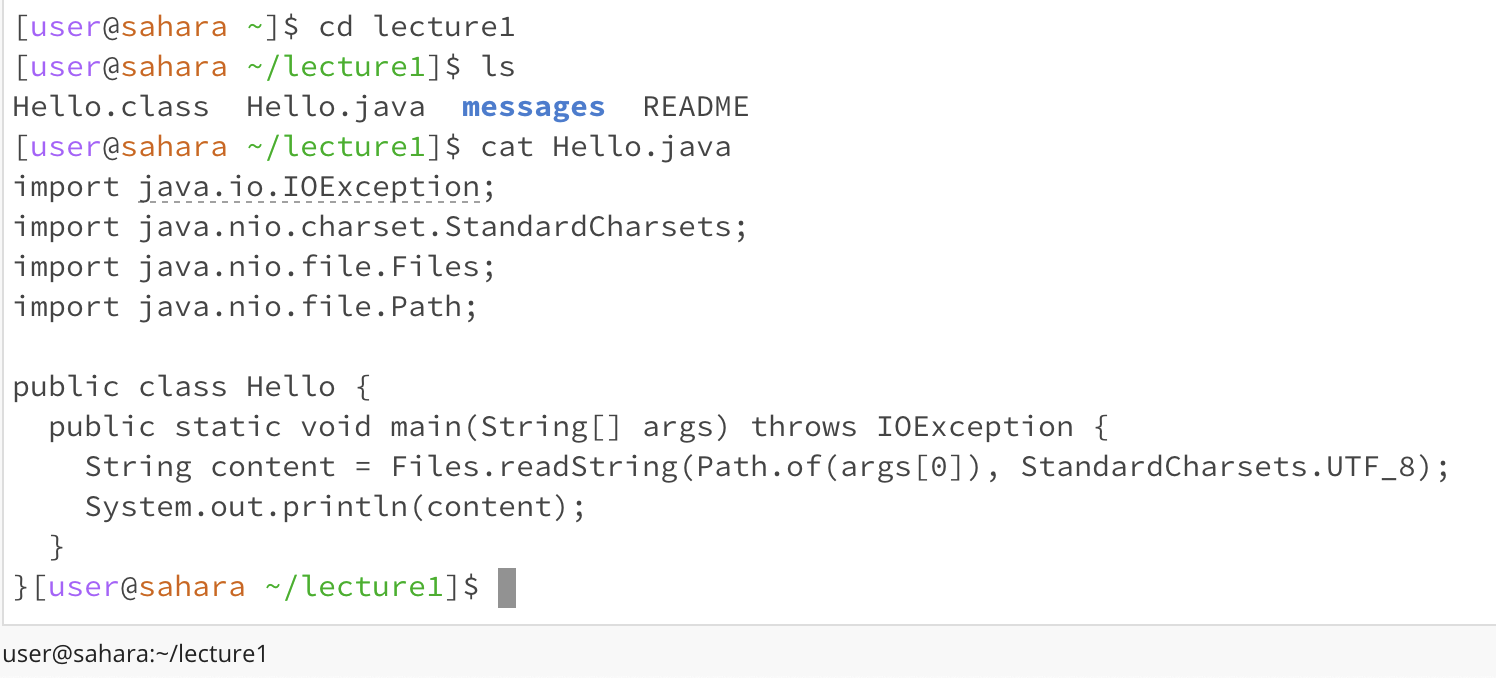 [user@sahara ~]$ cd lecture1
[user@sahara ~/lecture1]$ ls
Hello.class  Hello.java  messages  README
[user@sahara ~/lecture1]$ cat Hello.java
import java.io.IOException;
import java.nio.charset.StandardCharsets;
import java.nio.file.Files;
import java.nio.file.Path;

public class Hello {
  public static void main(String[] args) throws IOException {
    String content = Files.readString(Path.of(args[0]), StandardCharsets.UTF_8);
    System.out.println(content);
  }
}[user@sahara ~/lecture1]$
user@sahara:~/lecture1